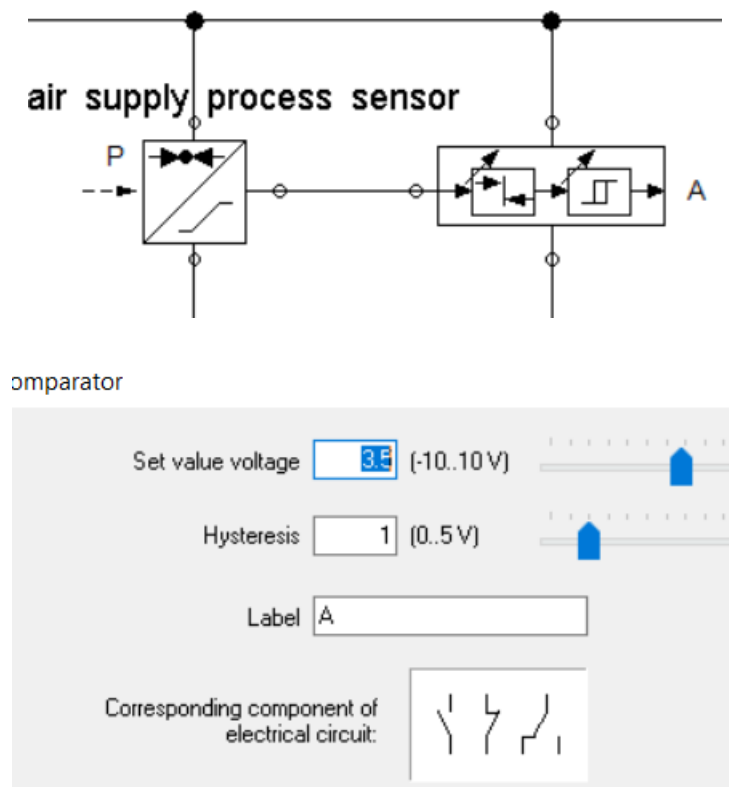 air supply process sensor
P
A
omparator
Set value voltage 3.5 (-10..10 V)
Hysteresis 1 (0..5 V)
Label A
Corresponding component of
electrical circuit: